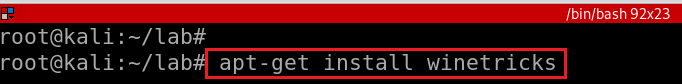 /bin/bash 92x23
root@kali:~/lab#
root@kali:~/lab# apt-get install winetricks